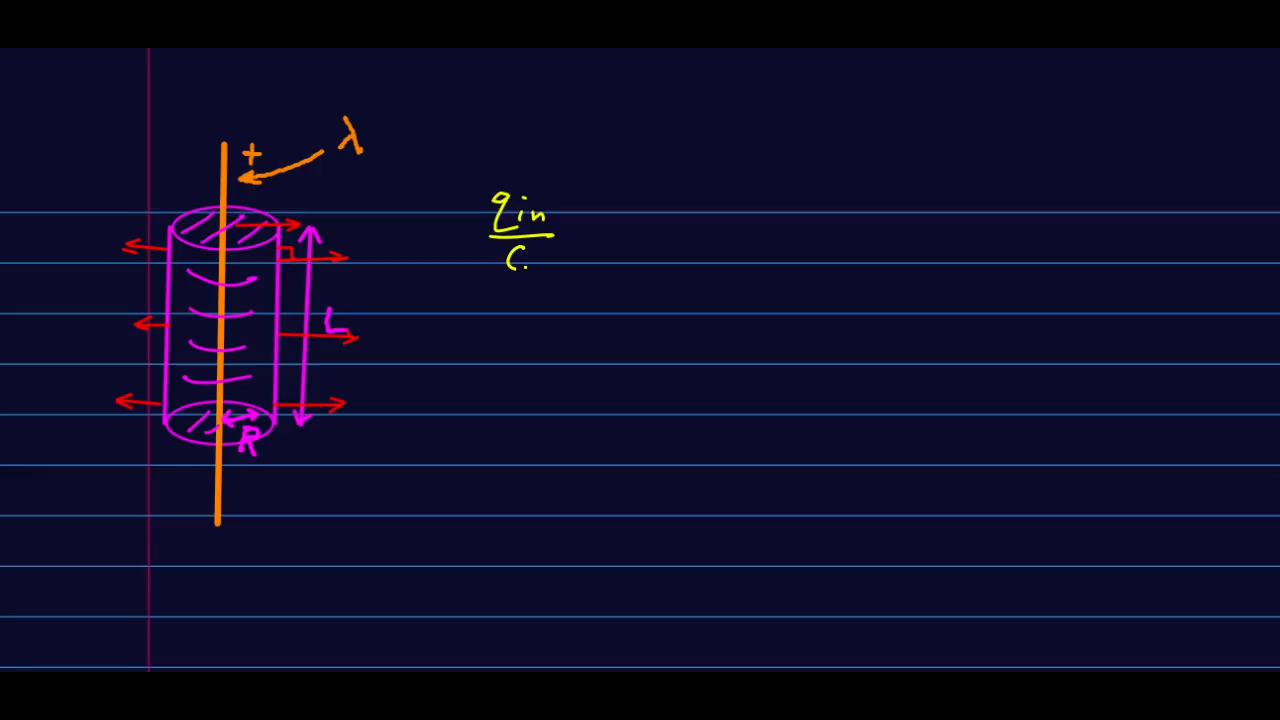 + λ
q in
L
R